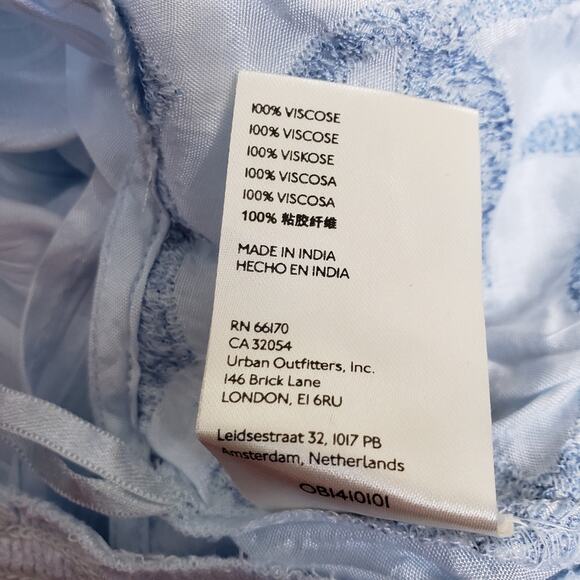 100% VISCOSE
100% VISCOSE
100% VISKOSE
100% VISCOSA
100% VISCOSA
100% 粘胶纤维
MADE IN INDIA
HECHO EN INDIA
RN 66170
CA 32054
Urban Outfitters, Inc.
146 Brick Lane
LONDON, E1 6RU
Leidsestraat 32, 1017 PB
Amsterdam, Netherlands
OB1410101